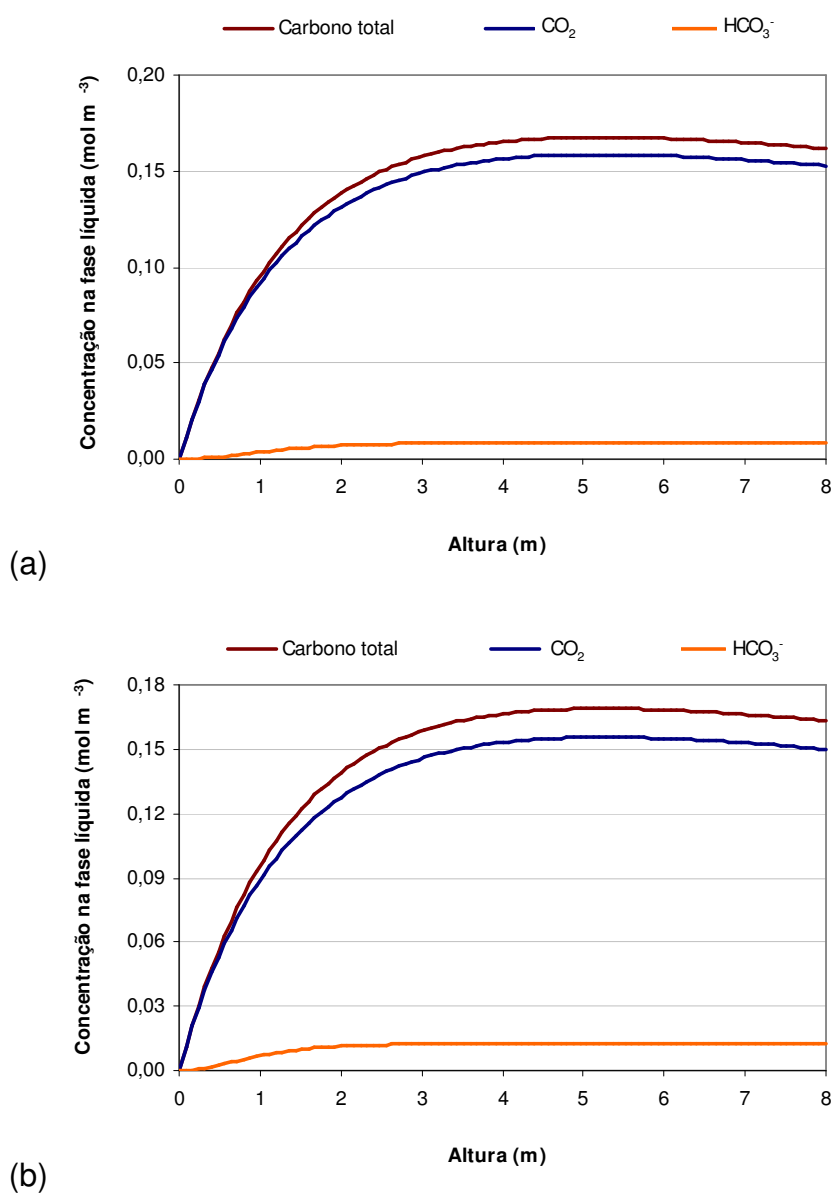 Carbono total CO₂ HCO₃⁻
Concentração na fase líquida (mol m ⁻³)
0,20
0,15
0,10
0,05
0,00
0 1 2 3 4 5 6 7 8
Altura (m)
(a)
Carbono total CO₂ HCO₃⁻
Concentração na fase líquida (mol m ⁻³)
0,18
0,15
0,12
0,09
0,06
0,03
0,00
0 1 2 3 4 5 6 7 8
Altura (m)
(b)